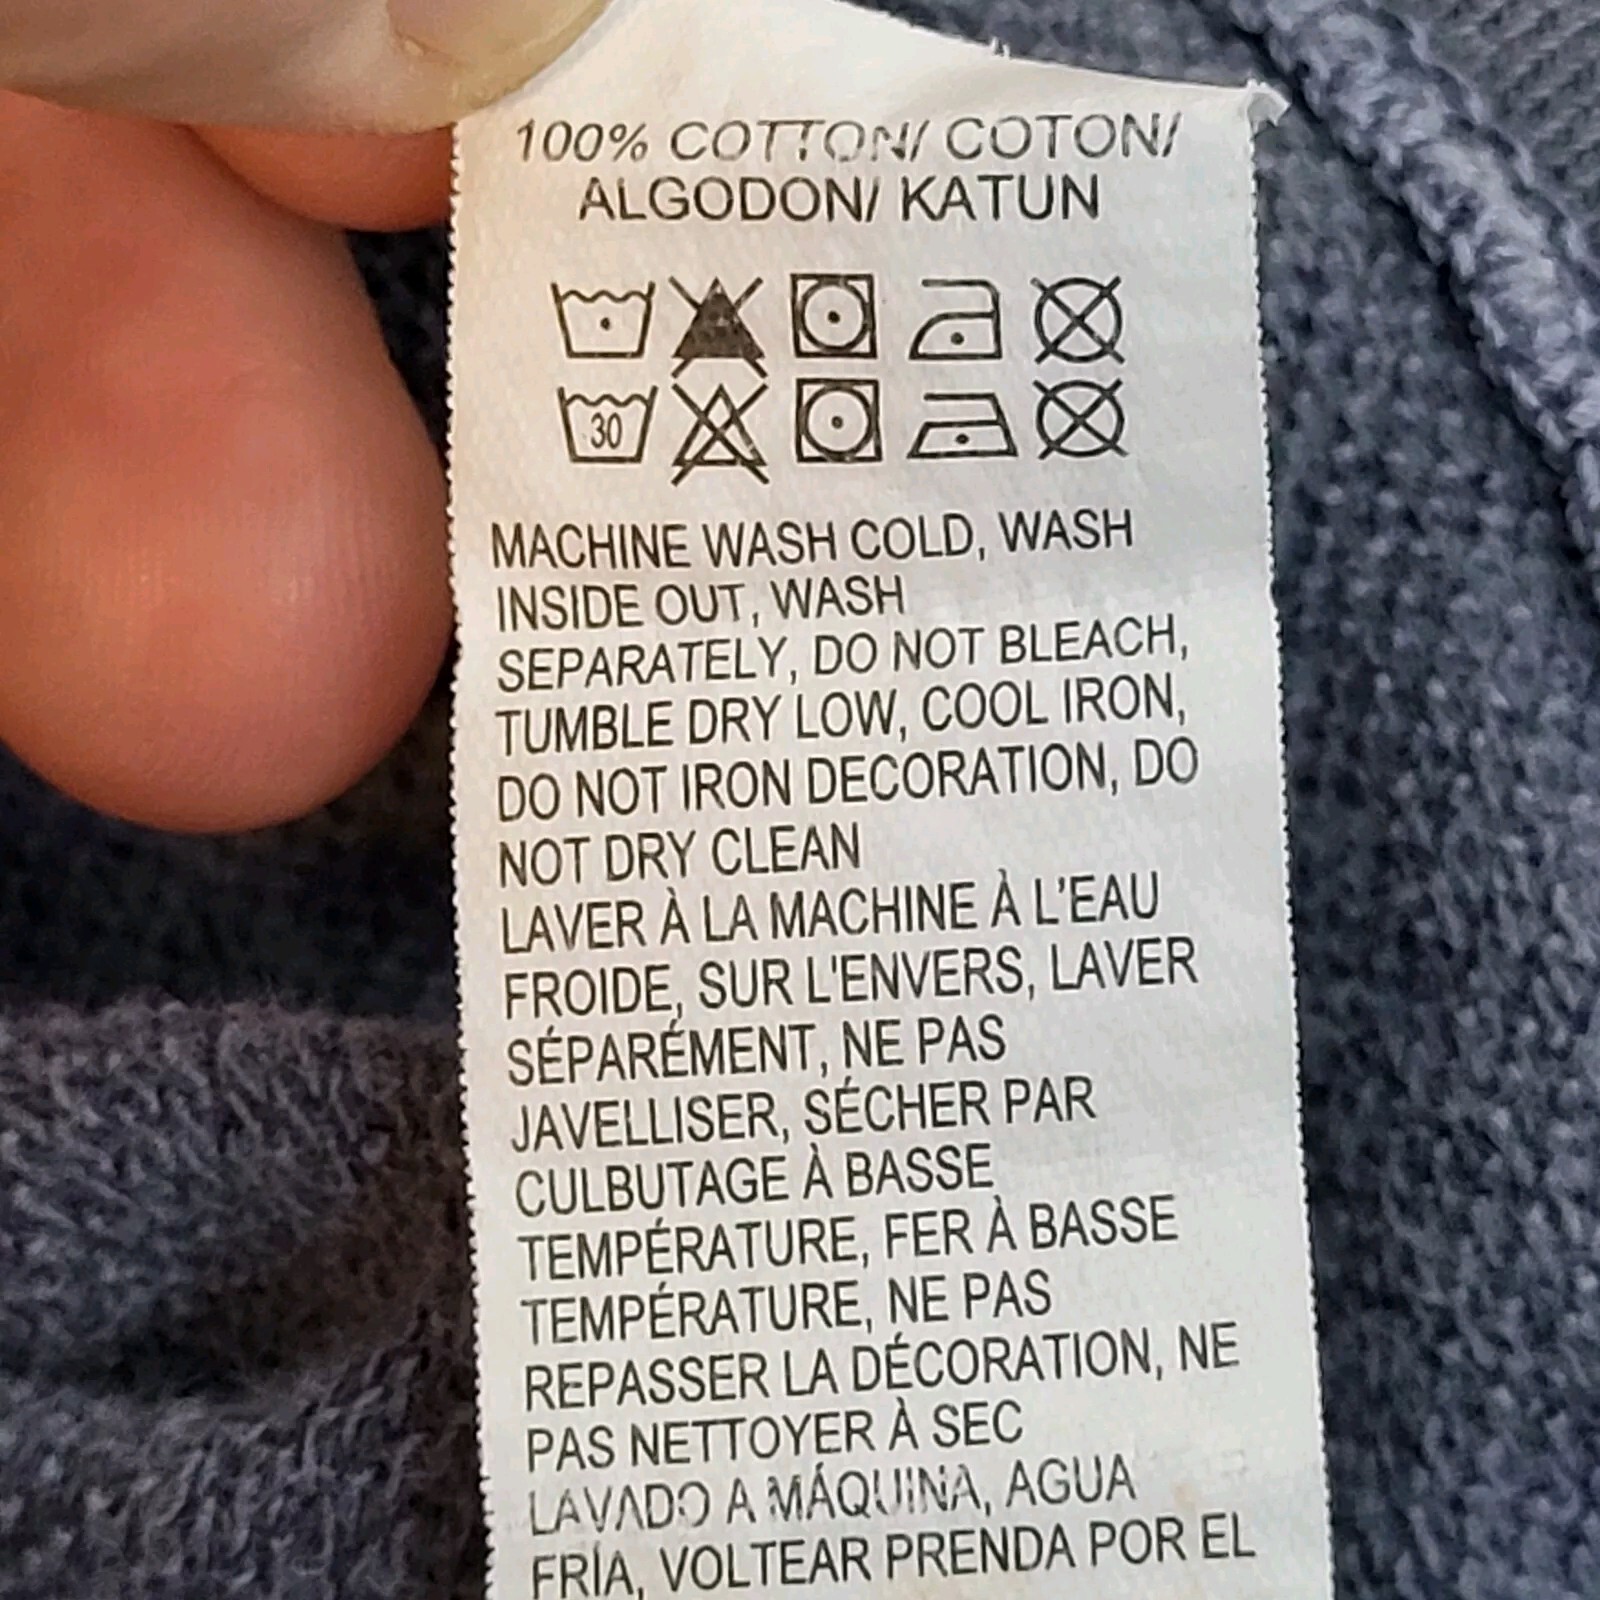 100% COTTON/ COTON/
ALGODON/ KATUN
30
MACHINE WASH COLD, WASH
INSIDE OUT, WASH
SEPARATELY, DO NOT BLEACH,
TUMBLE DRY LOW, COOL IRON,
DO NOT IRON DECORATION, DO
NOT DRY CLEAN
LAVER À LA MACHINE À L'EAU
FROIDE, SUR L'ENVERS, LAVER
SÉPARÉMENT, NE PAS
JAVELLISER, SÉCHER PAR
CULBUTAGE À BASSE
TEMPÉRATURE, FER À BASSE
TEMPÉRATURE, NE PAS
REPASSER LA DÉCORATION, NE
PAS NETTOYER À SEC
LAVADO A MÁQUINA, AGUA
FRÍA, VOLTEAR PRENDA POR EL